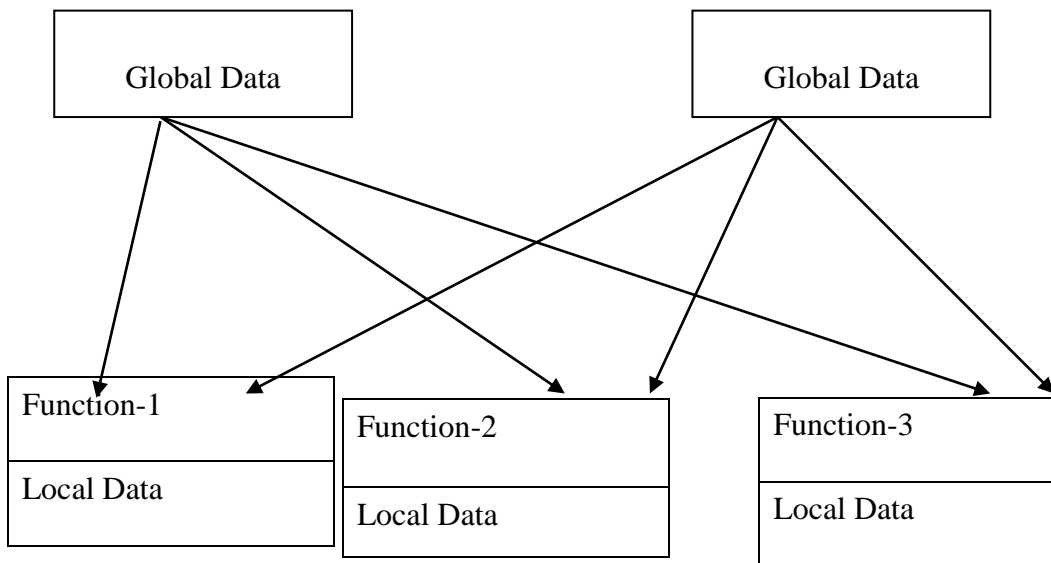 Global Data
Global Data
Function-1
Local Data
Function-2
Local Data
Function-3
Local Data